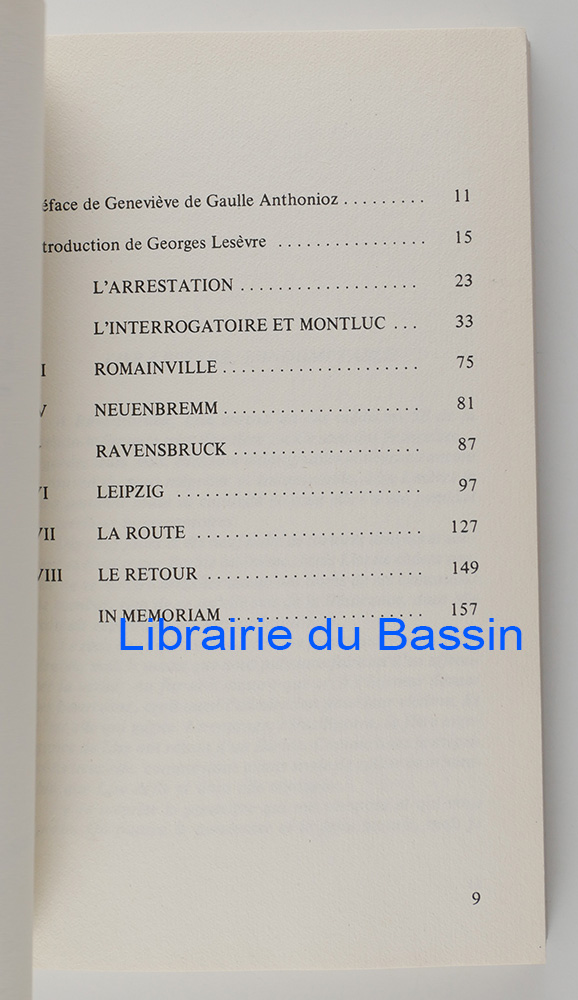 éface de Geneviève de Gaulle Anthonioz ......... 11
troduction de Georges Lesèvre ................ 15
L'ARRESTATION ................... 23
L'INTERROGATOIRE ET MONTLUC ... 33
I ROMAINVILLE ..................... 75
V NEUENBREMM ..................... 81
RAVENSBRUCK .................... 87
VI LEIPZIG .......................... 97
VII LA ROUTE ........................ 127
VIII LE RETOUR ...................... 149
IN MEMORIAM ..................... 157
Librairie du Bassin
9